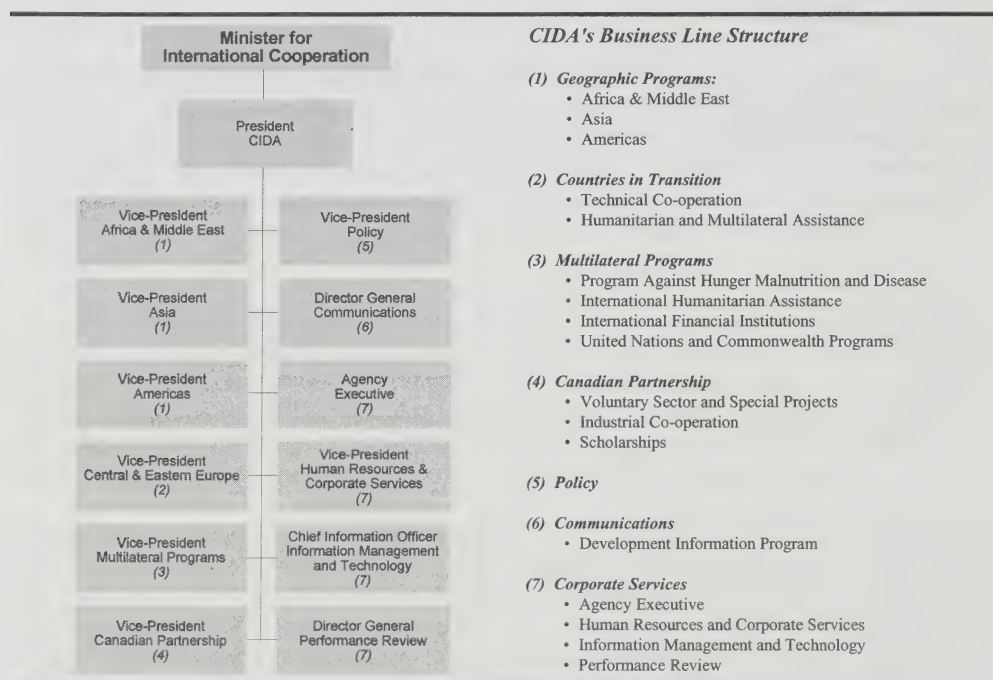 Minister for
International Cooperation
President
CIDA
Vice-President
Africa & Middle East
(1)
Vice-President
Policy
(5)
Vice-President
Asia
(1)
Director General
Communications
(6)
Vice-President
Americas
(1)
Agency
Executive
(7)
Vice-President
Central & Eastern Europe
(2)
Vice-President
Human Resources &
Corporate Services
(7)
Vice-President
Multilateral Programs
(3)
Chief Information Officer
Information Management
and Technology
(7)
Vice-President
Canadian Partnership
(4)
Director General
Performance Review
(7)
CIDA's Business Line Structure
(1) Geographic Programs:
• Africa & Middle East
• Asia
• Americas
(2) Countries in Transition
• Technical Co-operation
• Humanitarian and Multilateral Assistance
(3) Multilateral Programs
• Program Against Hunger Malnutrition and Disease
• International Humanitarian Assistance
• International Financial Institutions
• United Nations and Commonwealth Programs
(4) Canadian Partnership
• Voluntary Sector and Special Projects
• Industrial Co-operation
• Scholarships
(5) Policy
(6) Communications
• Development Information Program
(7) Corporate Services
• Agency Executive
• Human Resources and Corporate Services
• Information Management and Technology
• Performance Review